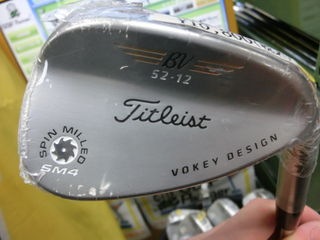 BV
52-12
Titleist
SPIN MILLED
SM4
VOKEY DESIGN